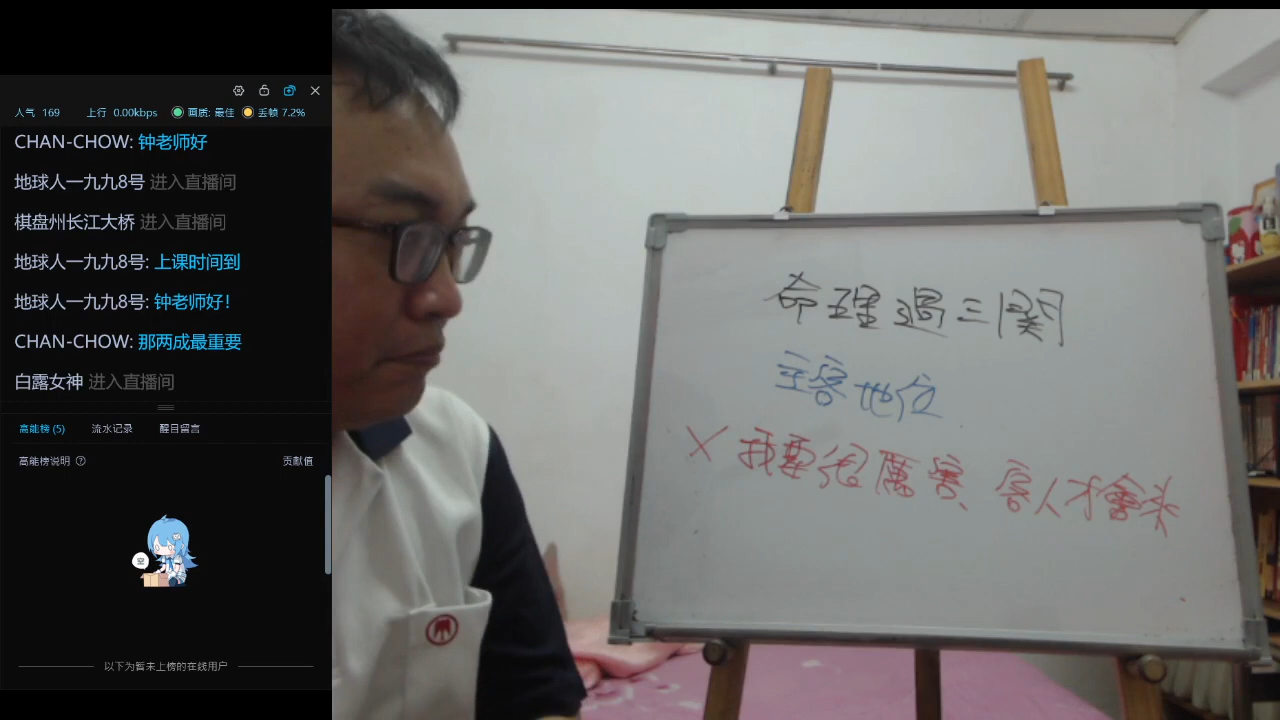 人气 169
上行 0.00kbps
画质: 最佳
丢帧 7.2%
CHAN-CHOW: 钟老师好
地球人一九九8号 进入直播间
棋盘州长江大桥 进入直播间
地球人一九九8号: 上课时间到
地球人一九九8号: 钟老师好!
CHAN-CHOW: 那两成最重要
白露女神 进入直播间
高能榜 (5)
流水记录
醒目留言
高能榜说明
贡献值
空
以下为暂未上榜的在线用户
命理過三関
主客地位
X 我要很厲害、客人才會来